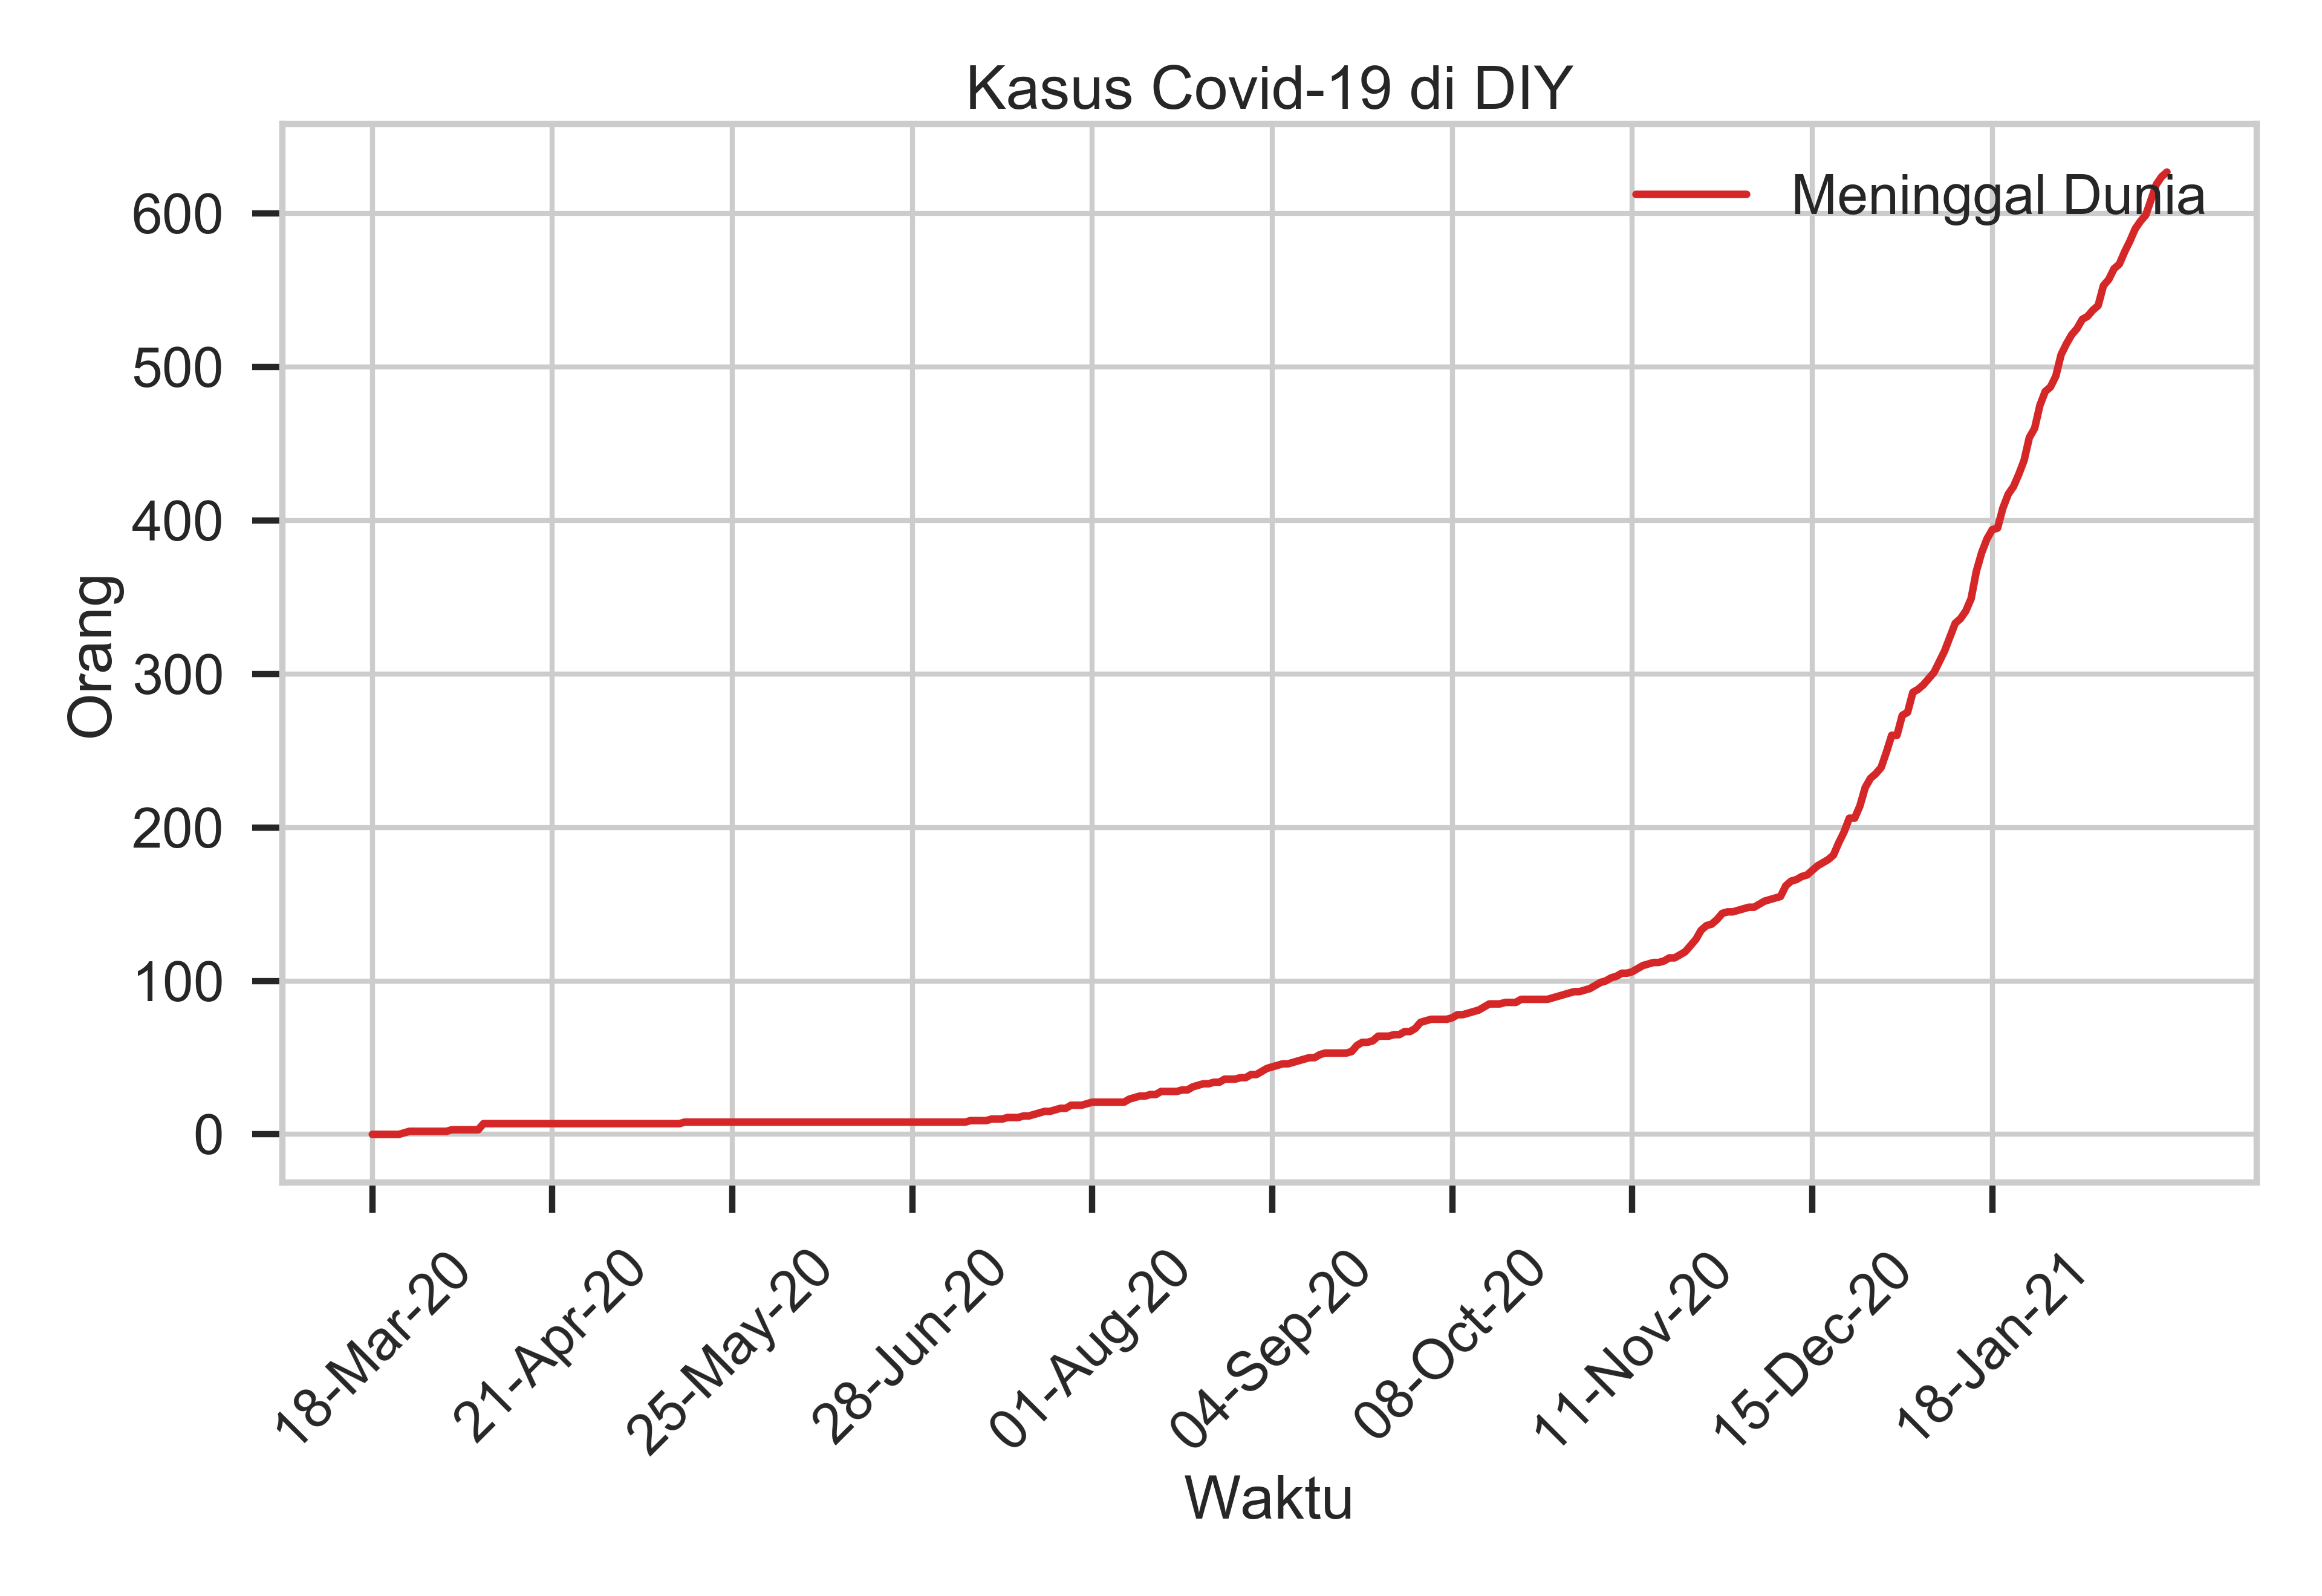 Kasus Covid-19 di DIY
Meninggal Dunia
600
500
400
300
200
100
0
Orang
18-Mar-20
21-Apr-20
25-May-20
28-Jun-20
01-Aug-20
04-Sep-20
08-Oct-20
11-Nov-20
15-Dec-20
18-Jan-21
Waktu